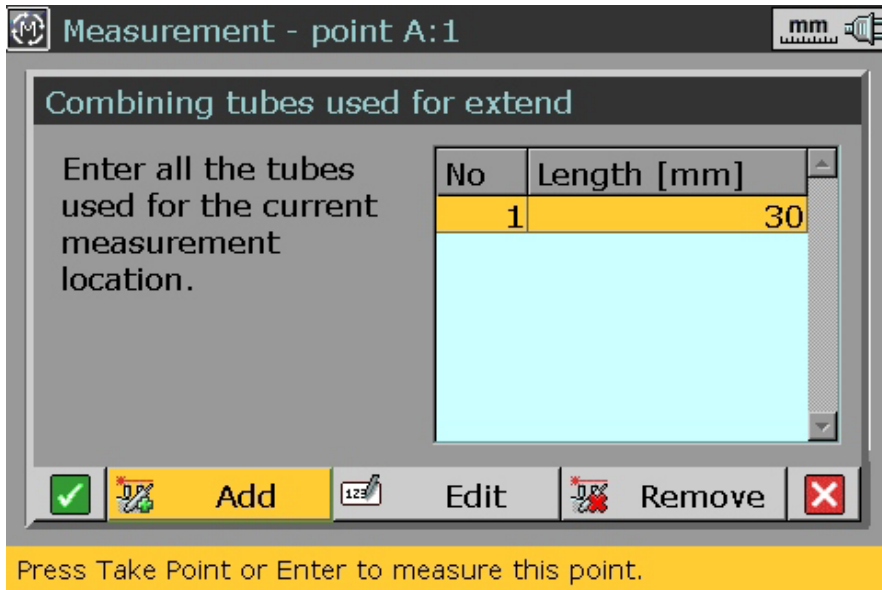 Measurement - point A:1
mm
Combining tubes used for extend
Enter all the tubes
used for the current
measurement
location.
No Length [mm]
1 30
123
Add
Edit
Remove
Press Take Point or Enter to measure this point.